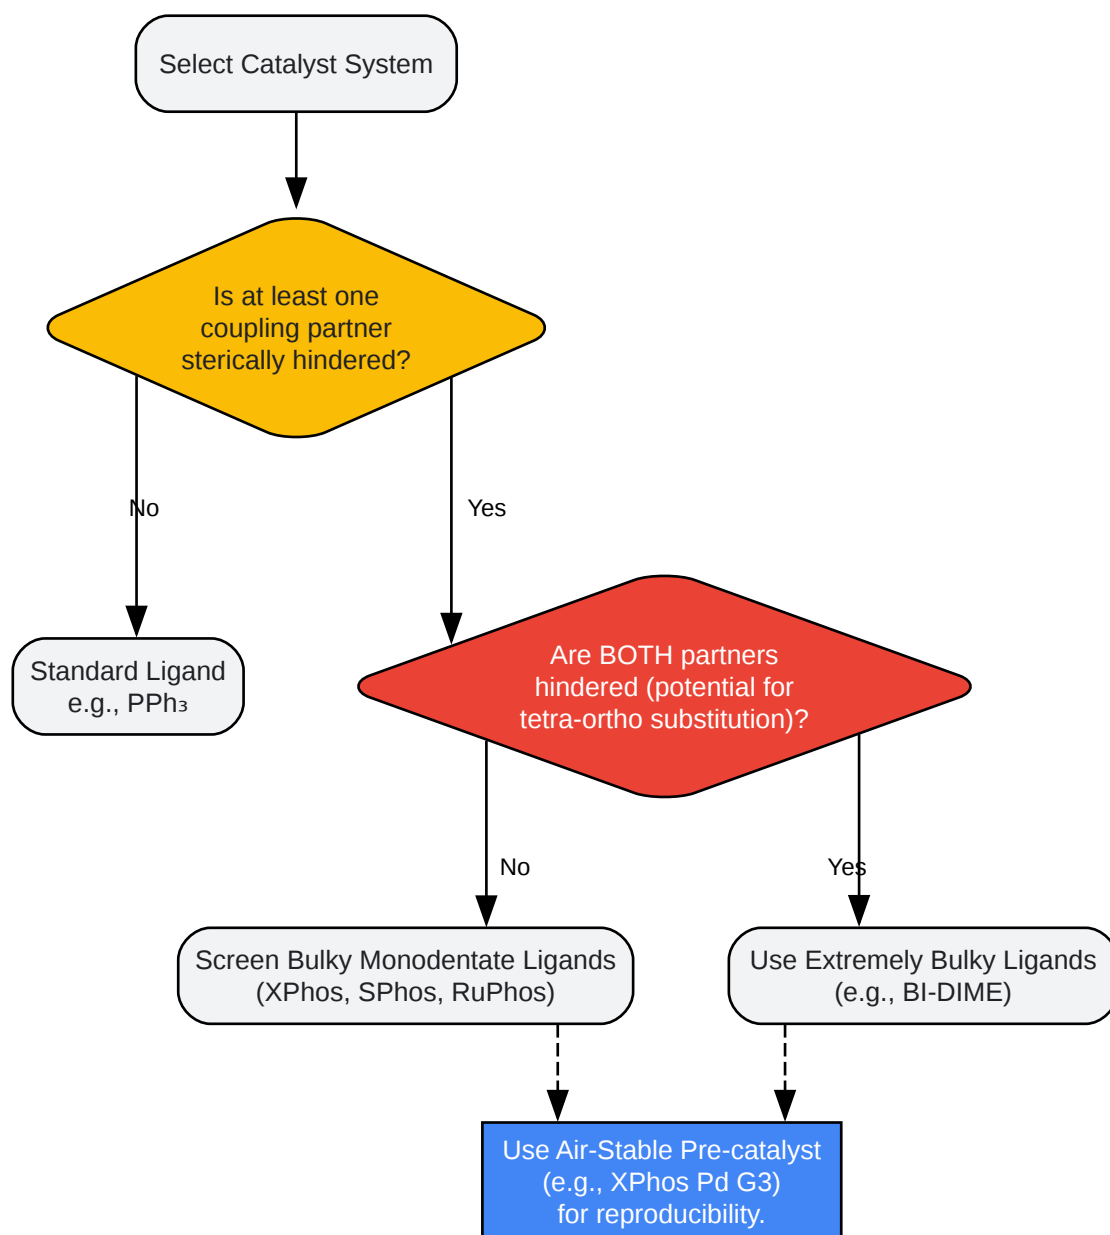 Select Catalyst System
Is at least one
coupling partner
sterically hindered?
No
Yes
Standard Ligand
e.g., PPh₃
Are BOTH partners
hindered (potential for
tetra-ortho substitution)?
No
Yes
Screen Bulky Monodentate Ligands
(XPhos, SPhos, RuPhos)
Use Extremely Bulky Ligands
(e.g., BI-DIME)
Use Air-Stable Pre-catalyst
(e.g., XPhos Pd G3)
for reproducibility.